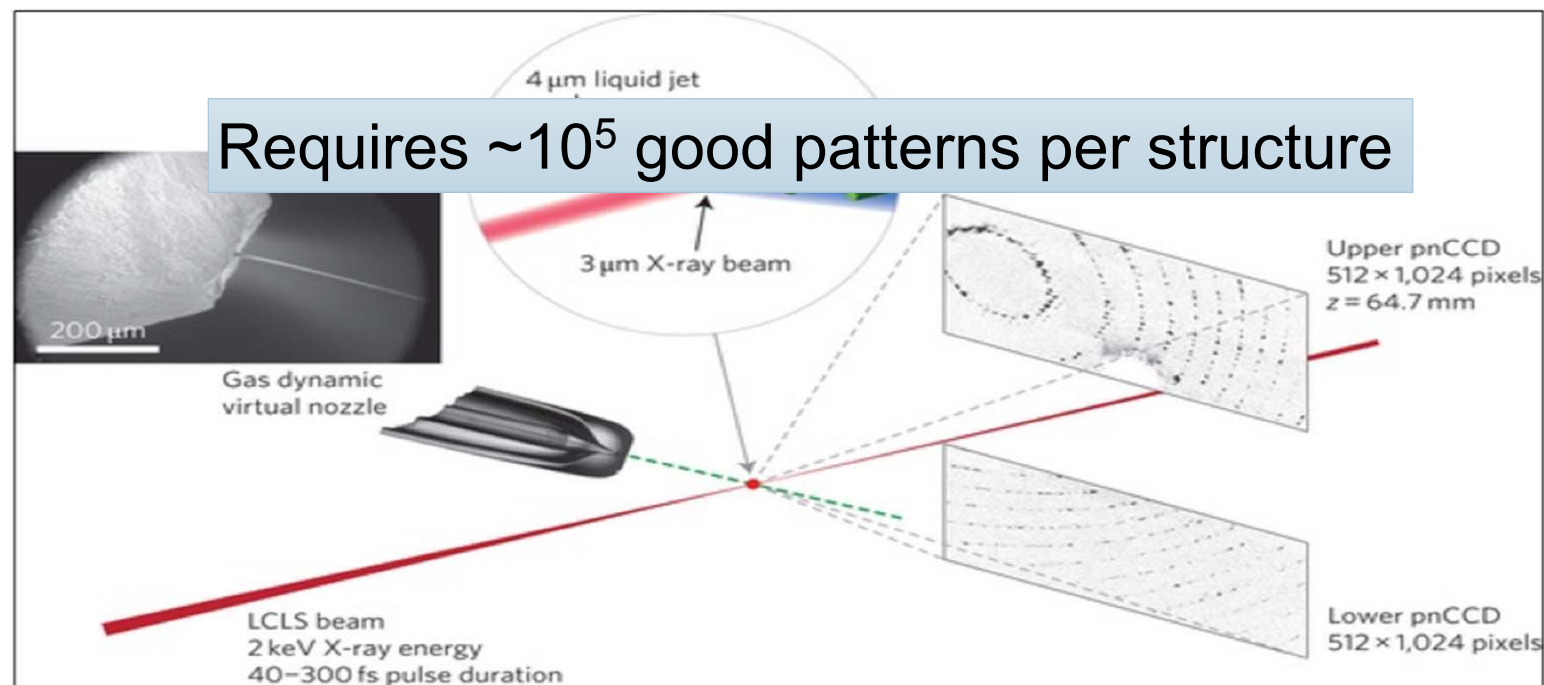 4 μm liquid jet
Requires ~10⁵ good patterns per structure
3 μm X-ray beam
200 μm
Gas dynamic
virtual nozzle
Upper pnCCD
512 × 1,024 pixels
z = 64.7 mm
LCLS beam
2 keV X-ray energy
40–300 fs pulse duration
Lower pnCCD
512 × 1,024 pixels